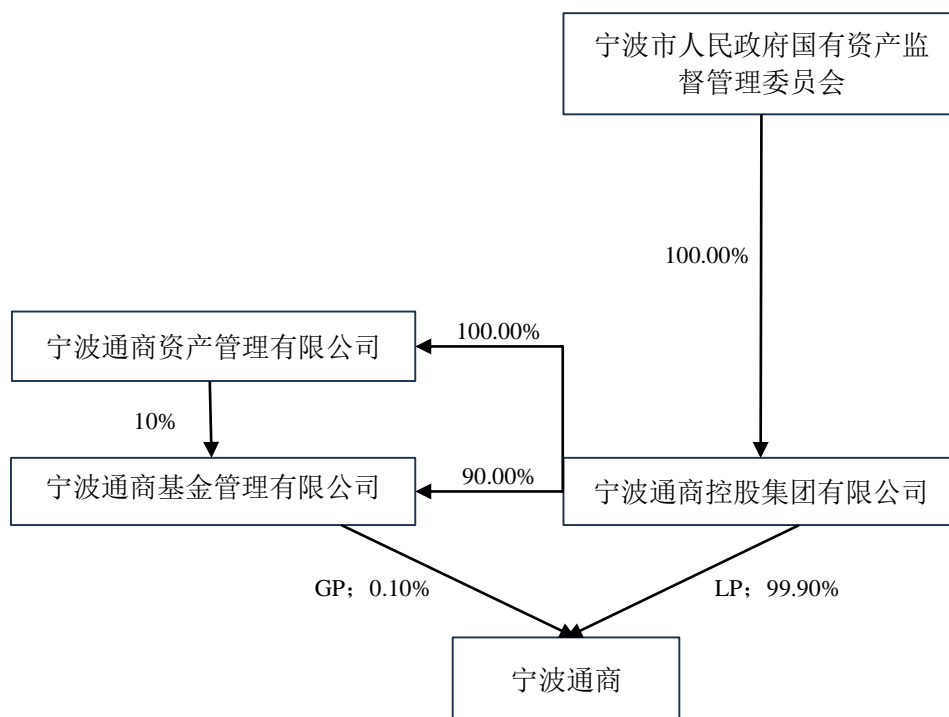 宁波市人民政府国有资产监
督管理委员会
100.00%
宁波通商资产管理有限公司
100.00%
10%
宁波通商基金管理有限公司
90.00%
宁波通商控股集团有限公司
GP；0.10%
LP；99.90%
宁波通商